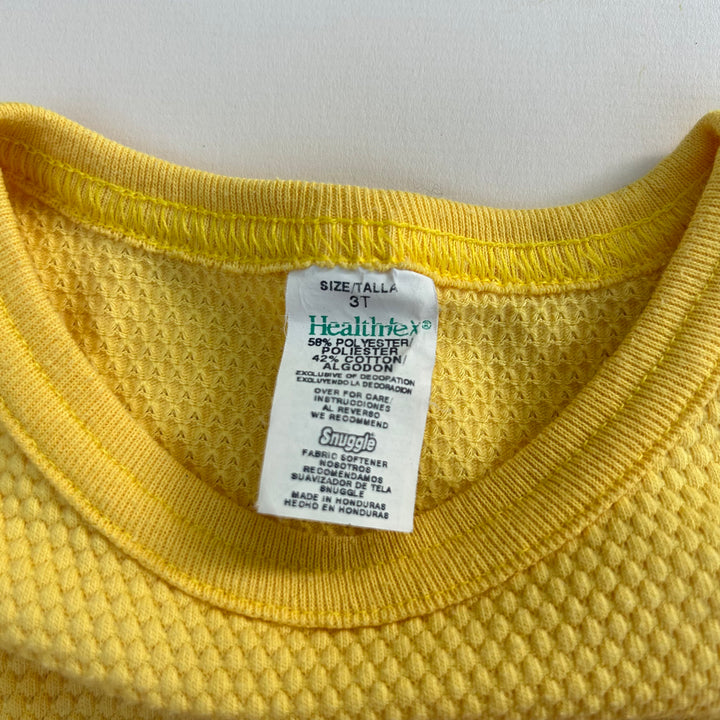 SIZE/TALLA
3T
Healthtex®
58% POLYESTER/
POLIESTER
42% COTTON/
ALGODON
EXCLUSIVE OF DECORATION
EXCLUYENDO LA DECORACION
OVER FOR CARE/
INSTRUCCIONES
AL REVERSO
WE RECOMMEND
Snuggle
FABRIC SOFTENER
NOSOTROS
RECOMENDAMOS
SUAVIZADOR DE TELA
SNUGGLE
MADE IN HONDURAS
HECHO EN HONDURAS